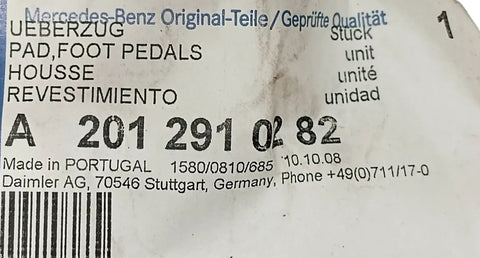 Mercedes-Benz Original-Teile/Geprüfte Qualität
UEBERZUG Stück 1
PAD,FOOT PEDALS unit
HOUSSE unité
REVESTIMIENTO unidad
A 201 291 02 82
Made in PORTUGAL 1580/0810/685 10.10.08
Daimler AG, 70546 Stuttgart, Germany, Phone +49(0)711/17-0